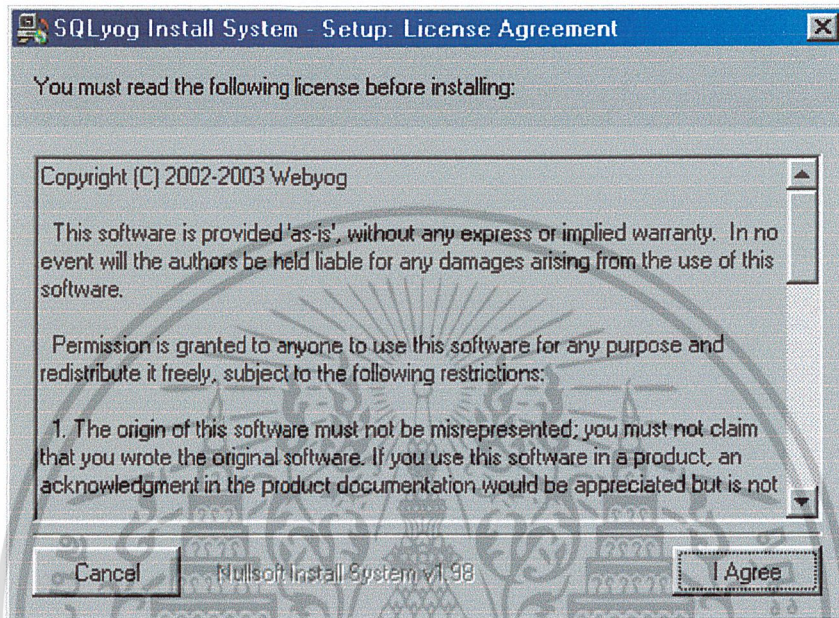 SQLyog Install System - Setup: License Agreement
You must read the following license before installing:
Copyright (C) 2002-2003 Webyog
This software is provided 'as-is', without any express or implied warranty.  In no
event will the authors be held liable for any damages arising from the use of this
software.
Permission is granted to anyone to use this software for any purpose and
redistribute it freely, subject to the following restrictions:
1. The origin of this software must not be misrepresented; you must not claim
that you wrote the original software. If you use this software in a product, an
acknowledgment in the product documentation would be appreciated but is not
Cancel
Nullsoft Install System v1.98
I Agree